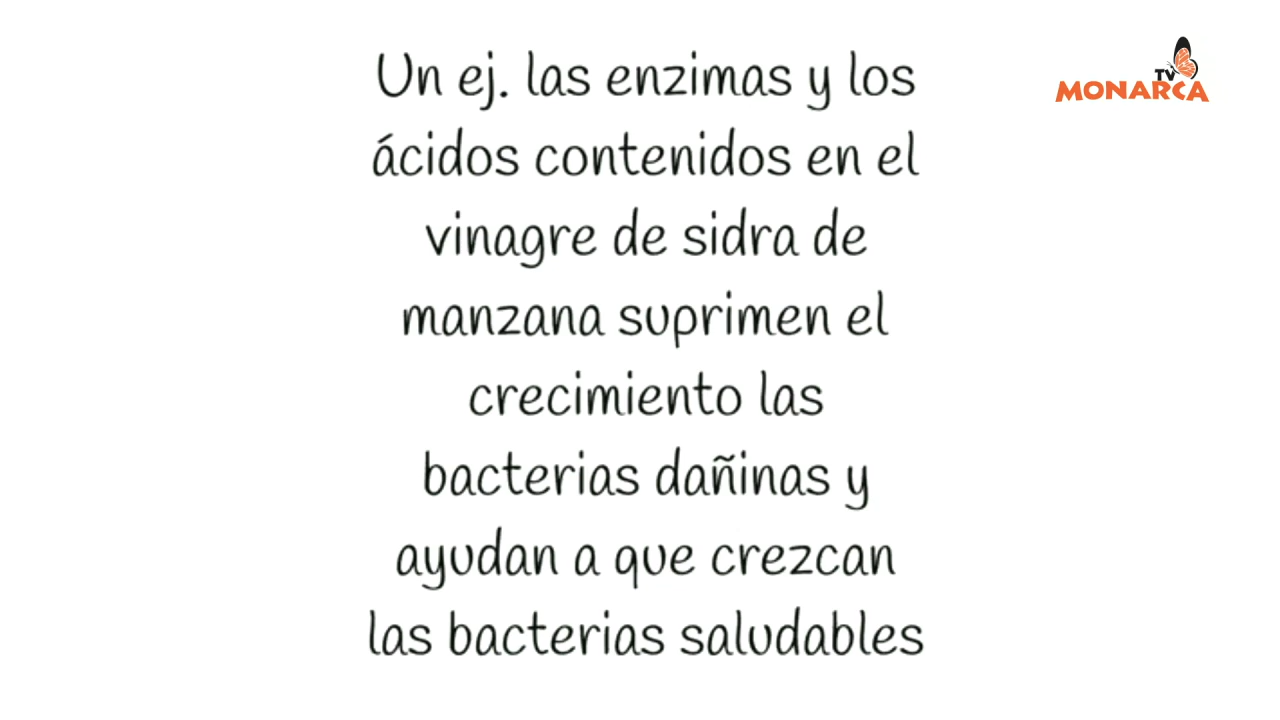 Un ej. las enzimas y los
ácidos contenidos en el
vinagre de sidra de
manzana suprimen el
crecimiento las
bacterias dañinas y
ayudan a que crezcan
las bacterias saludables
TV
MONARCA